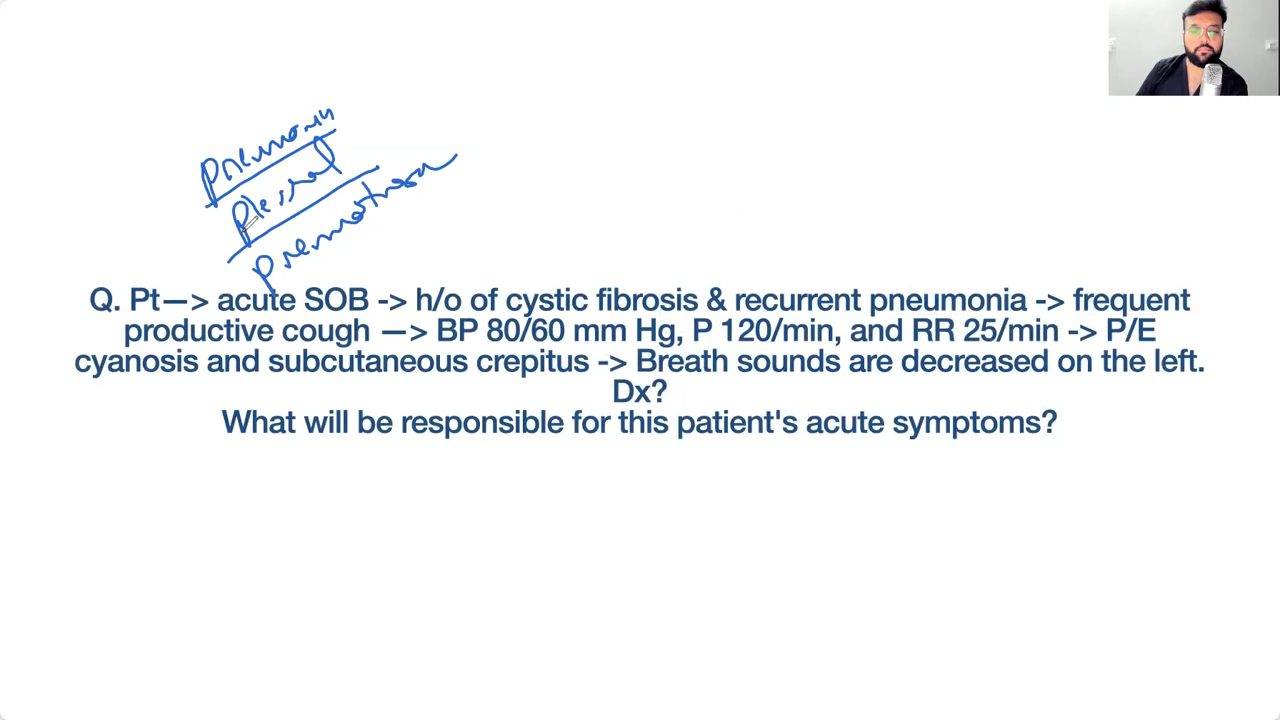 pneumonia
Pleural
pnemothora
Q. Pt—> acute SOB -> h/o of cystic fibrosis & recurrent pneumonia -> frequent
productive cough —> BP 80/60 mm Hg, P 120/min, and RR 25/min -> P/E
cyanosis and subcutaneous crepitus -> Breath sounds are decreased on the left.
Dx?
What will be responsible for this patient's acute symptoms?